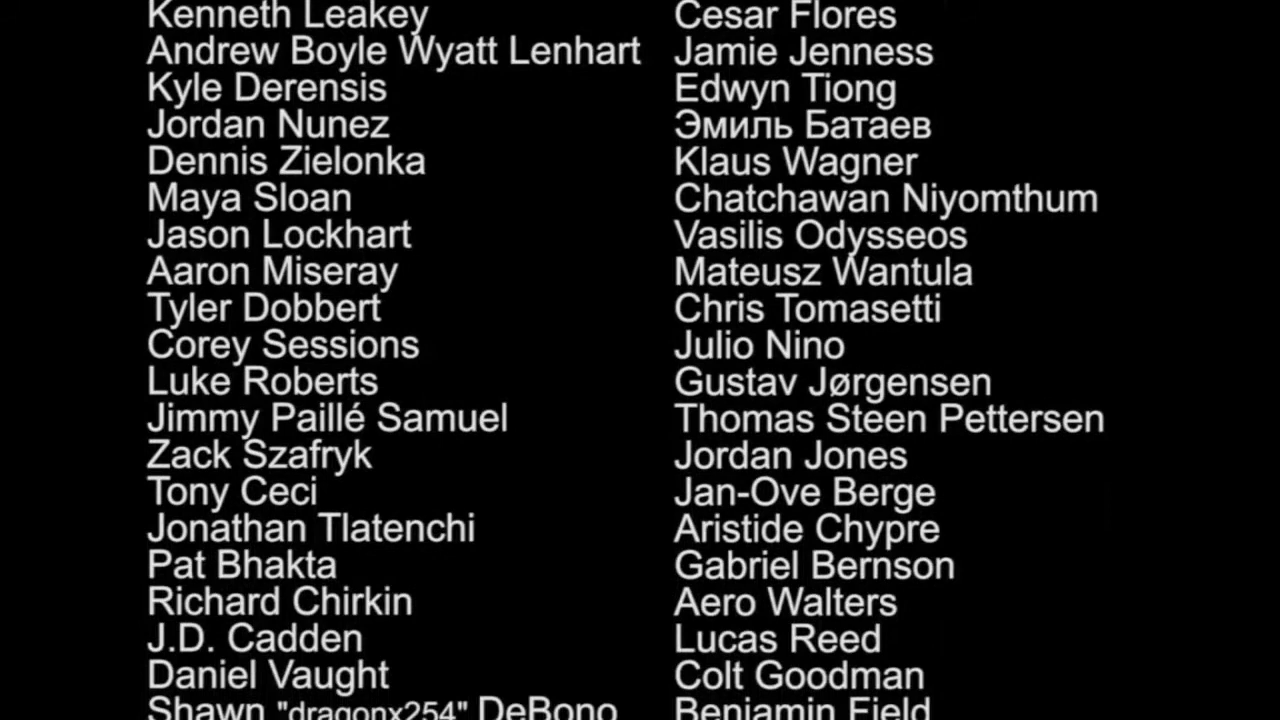 Kenneth Leakey
Andrew Boyle Wyatt Lenhart
Kyle Derensis
Jordan Nunez
Dennis Zielonka
Maya Sloan
Jason Lockhart
Aaron Miseray
Tyler Dobbert
Corey Sessions
Luke Roberts
Jimmy Paillé Samuel
Zack Szafryk
Tony Ceci
Jonathan Tlatenchi
Pat Bhakta
Richard Chirkin
J.D. Cadden
Daniel Vaught
Shawn "dragonx254" DeBono
Cesar Flores
Jamie Jenness
Edwyn Tiong
Эмиль Батаев
Klaus Wagner
Chatchawan Niyomthum
Vasilis Odysseos
Mateusz Wantula
Chris Tomasetti
Julio Nino
Gustav Jørgensen
Thomas Steen Pettersen
Jordan Jones
Jan-Ove Berge
Aristide Chypre
Gabriel Bernson
Aero Walters
Lucas Reed
Colt Goodman
Benjamin Field